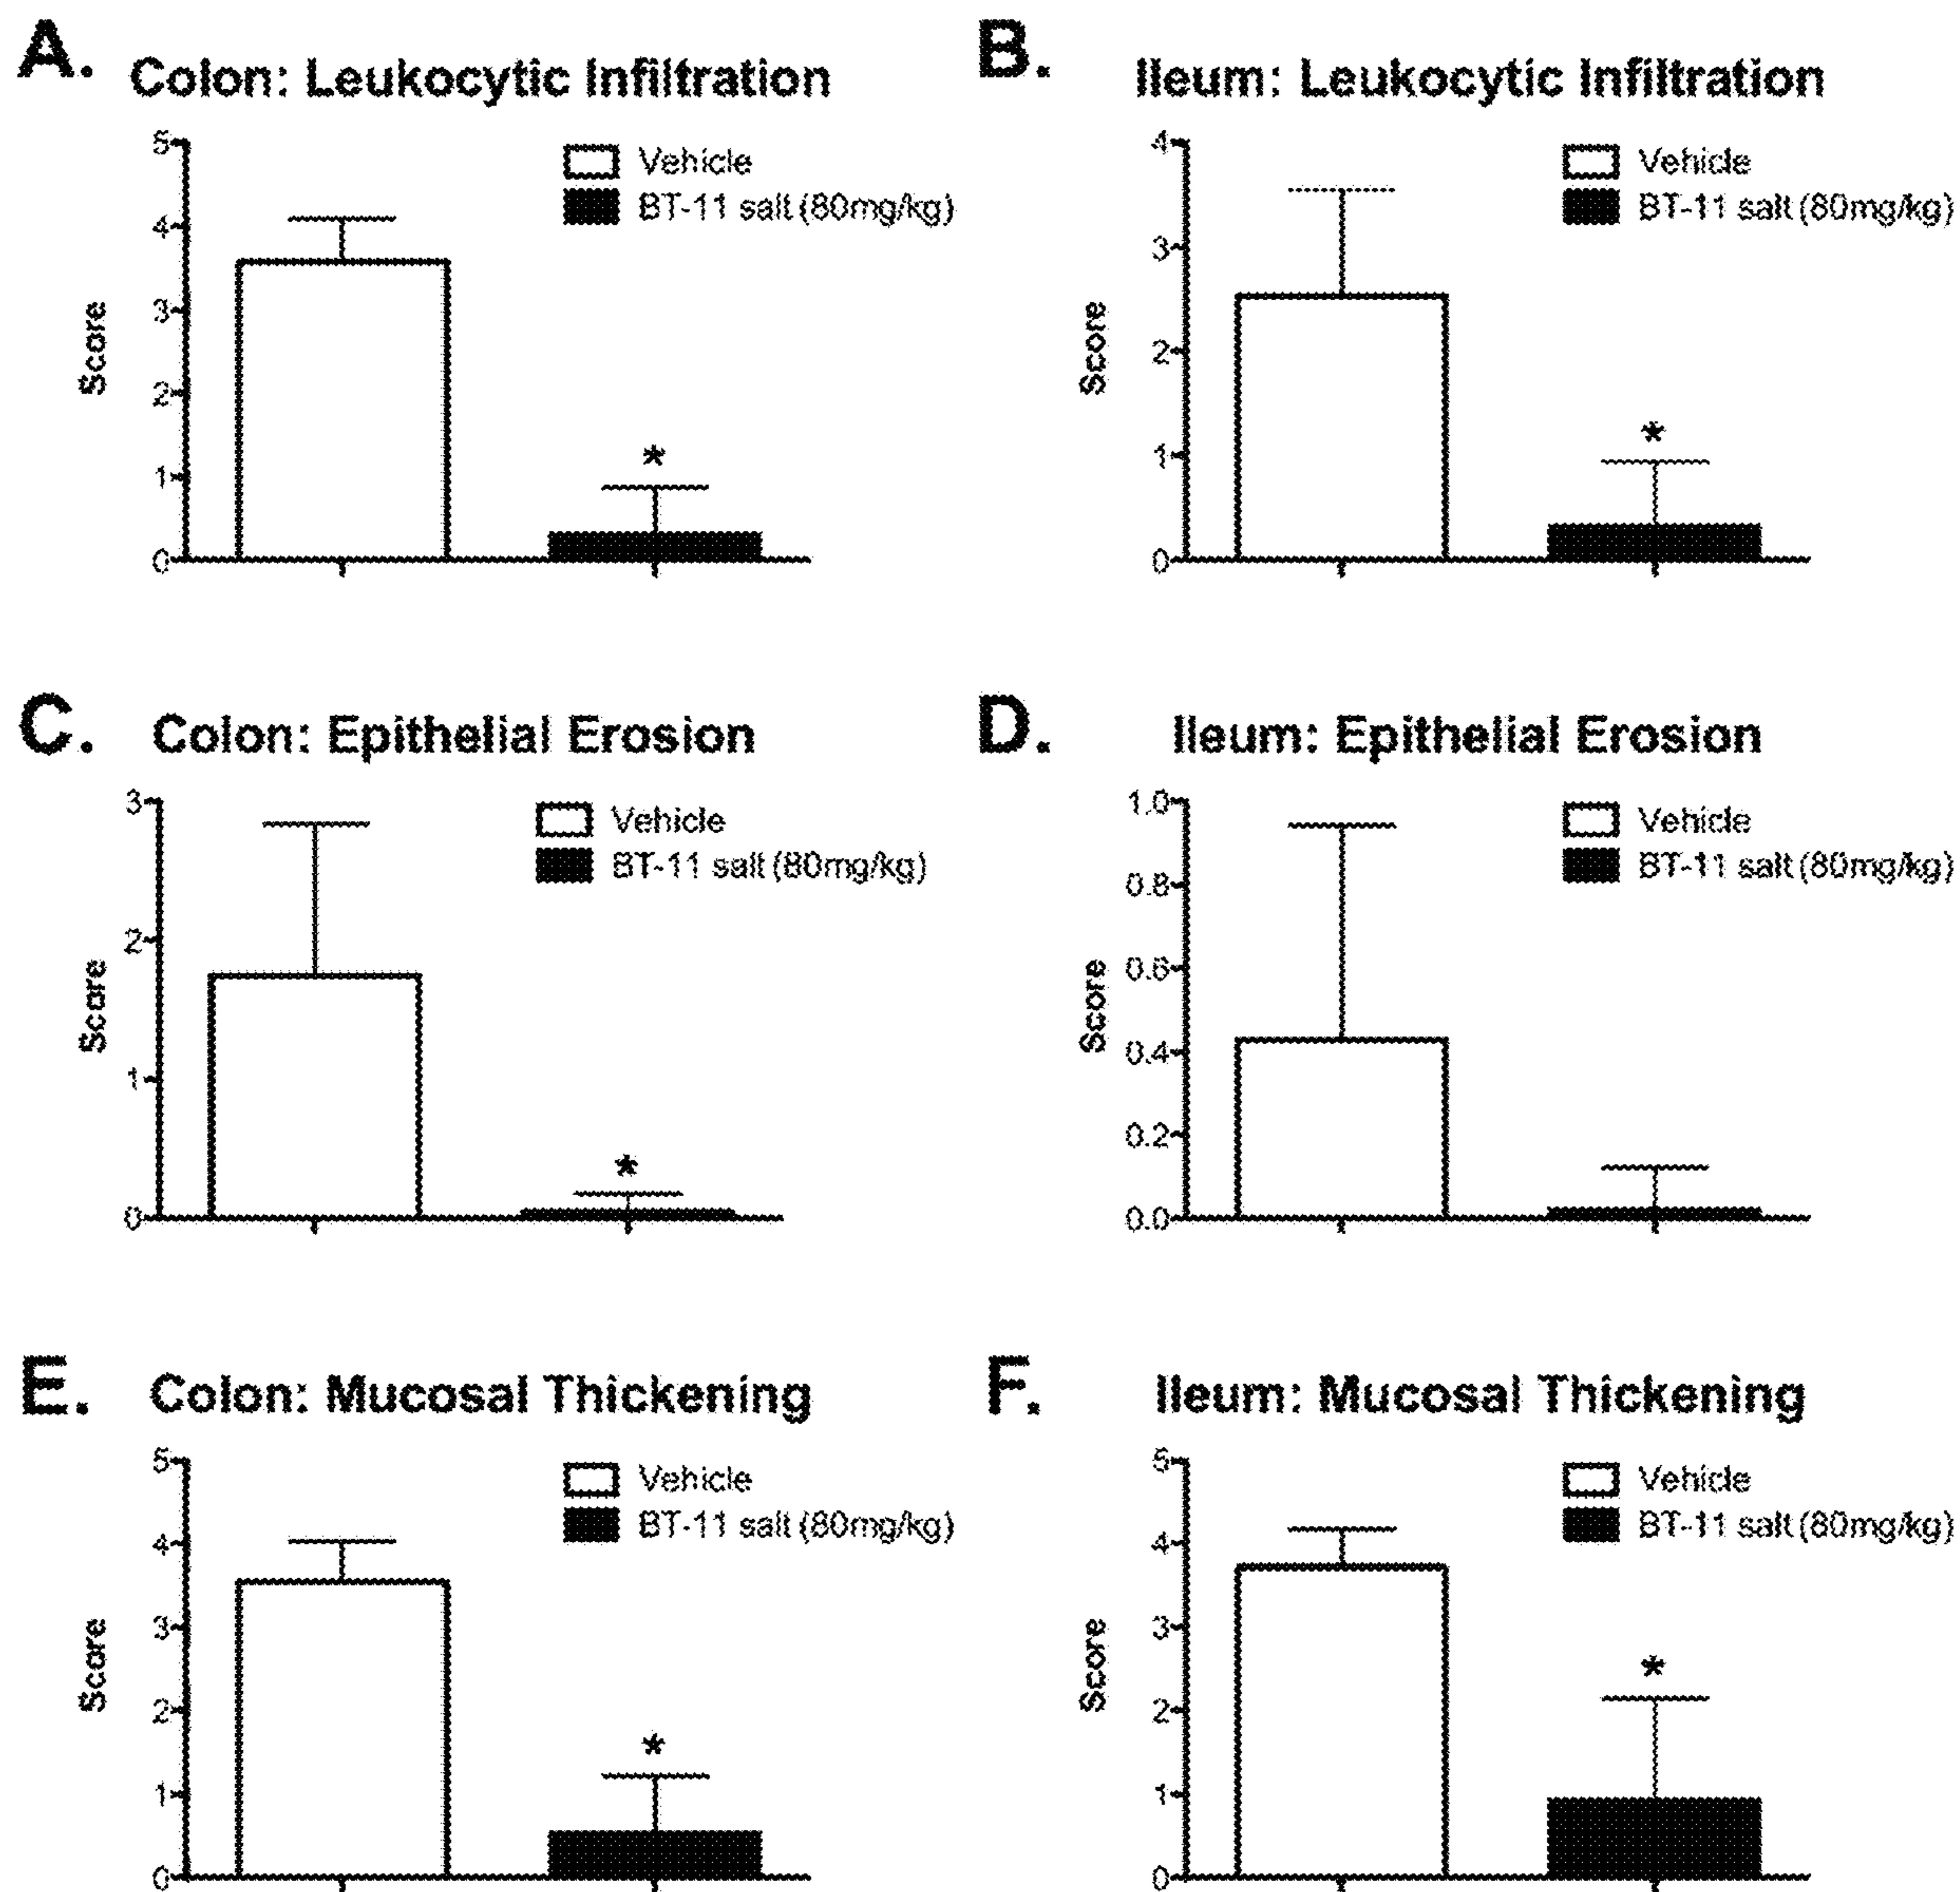 A. Colon: Leukocytic Infiltration
Vehicle
BT-11 salt (80mg/kg)
Score
5
4
3
2
1
0
*
B. Ileum: Leukocytic Infiltration
Vehicle
BT-11 salt (80mg/kg)
Score
4
3
2
1
0
*
C. Colon: Epithelial Erosion
Vehicle
BT-11 salt (80mg/kg)
Score
3
2
1
0
*
D. Ileum: Epithelial Erosion
Vehicle
BT-11 salt (80mg/kg)
Score
1.0
0.8
0.6
0.4
0.2
0.0
E. Colon: Mucosal Thickening
Vehicle
BT-11 salt (80mg/kg)
Score
5
4
3
2
1
0
*
F. Ileum: Mucosal Thickening
Vehicle
BT-11 salt (80mg/kg)
Score
5
4
3
2
1
0
*